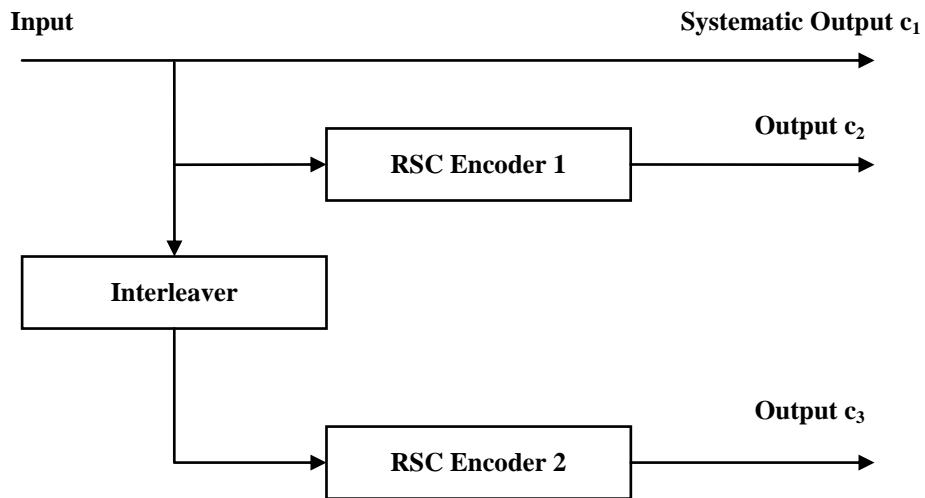 Input
Systematic Output c₁
Output c₂
RSC Encoder 1
Interleaver
Output c₃
RSC Encoder 2